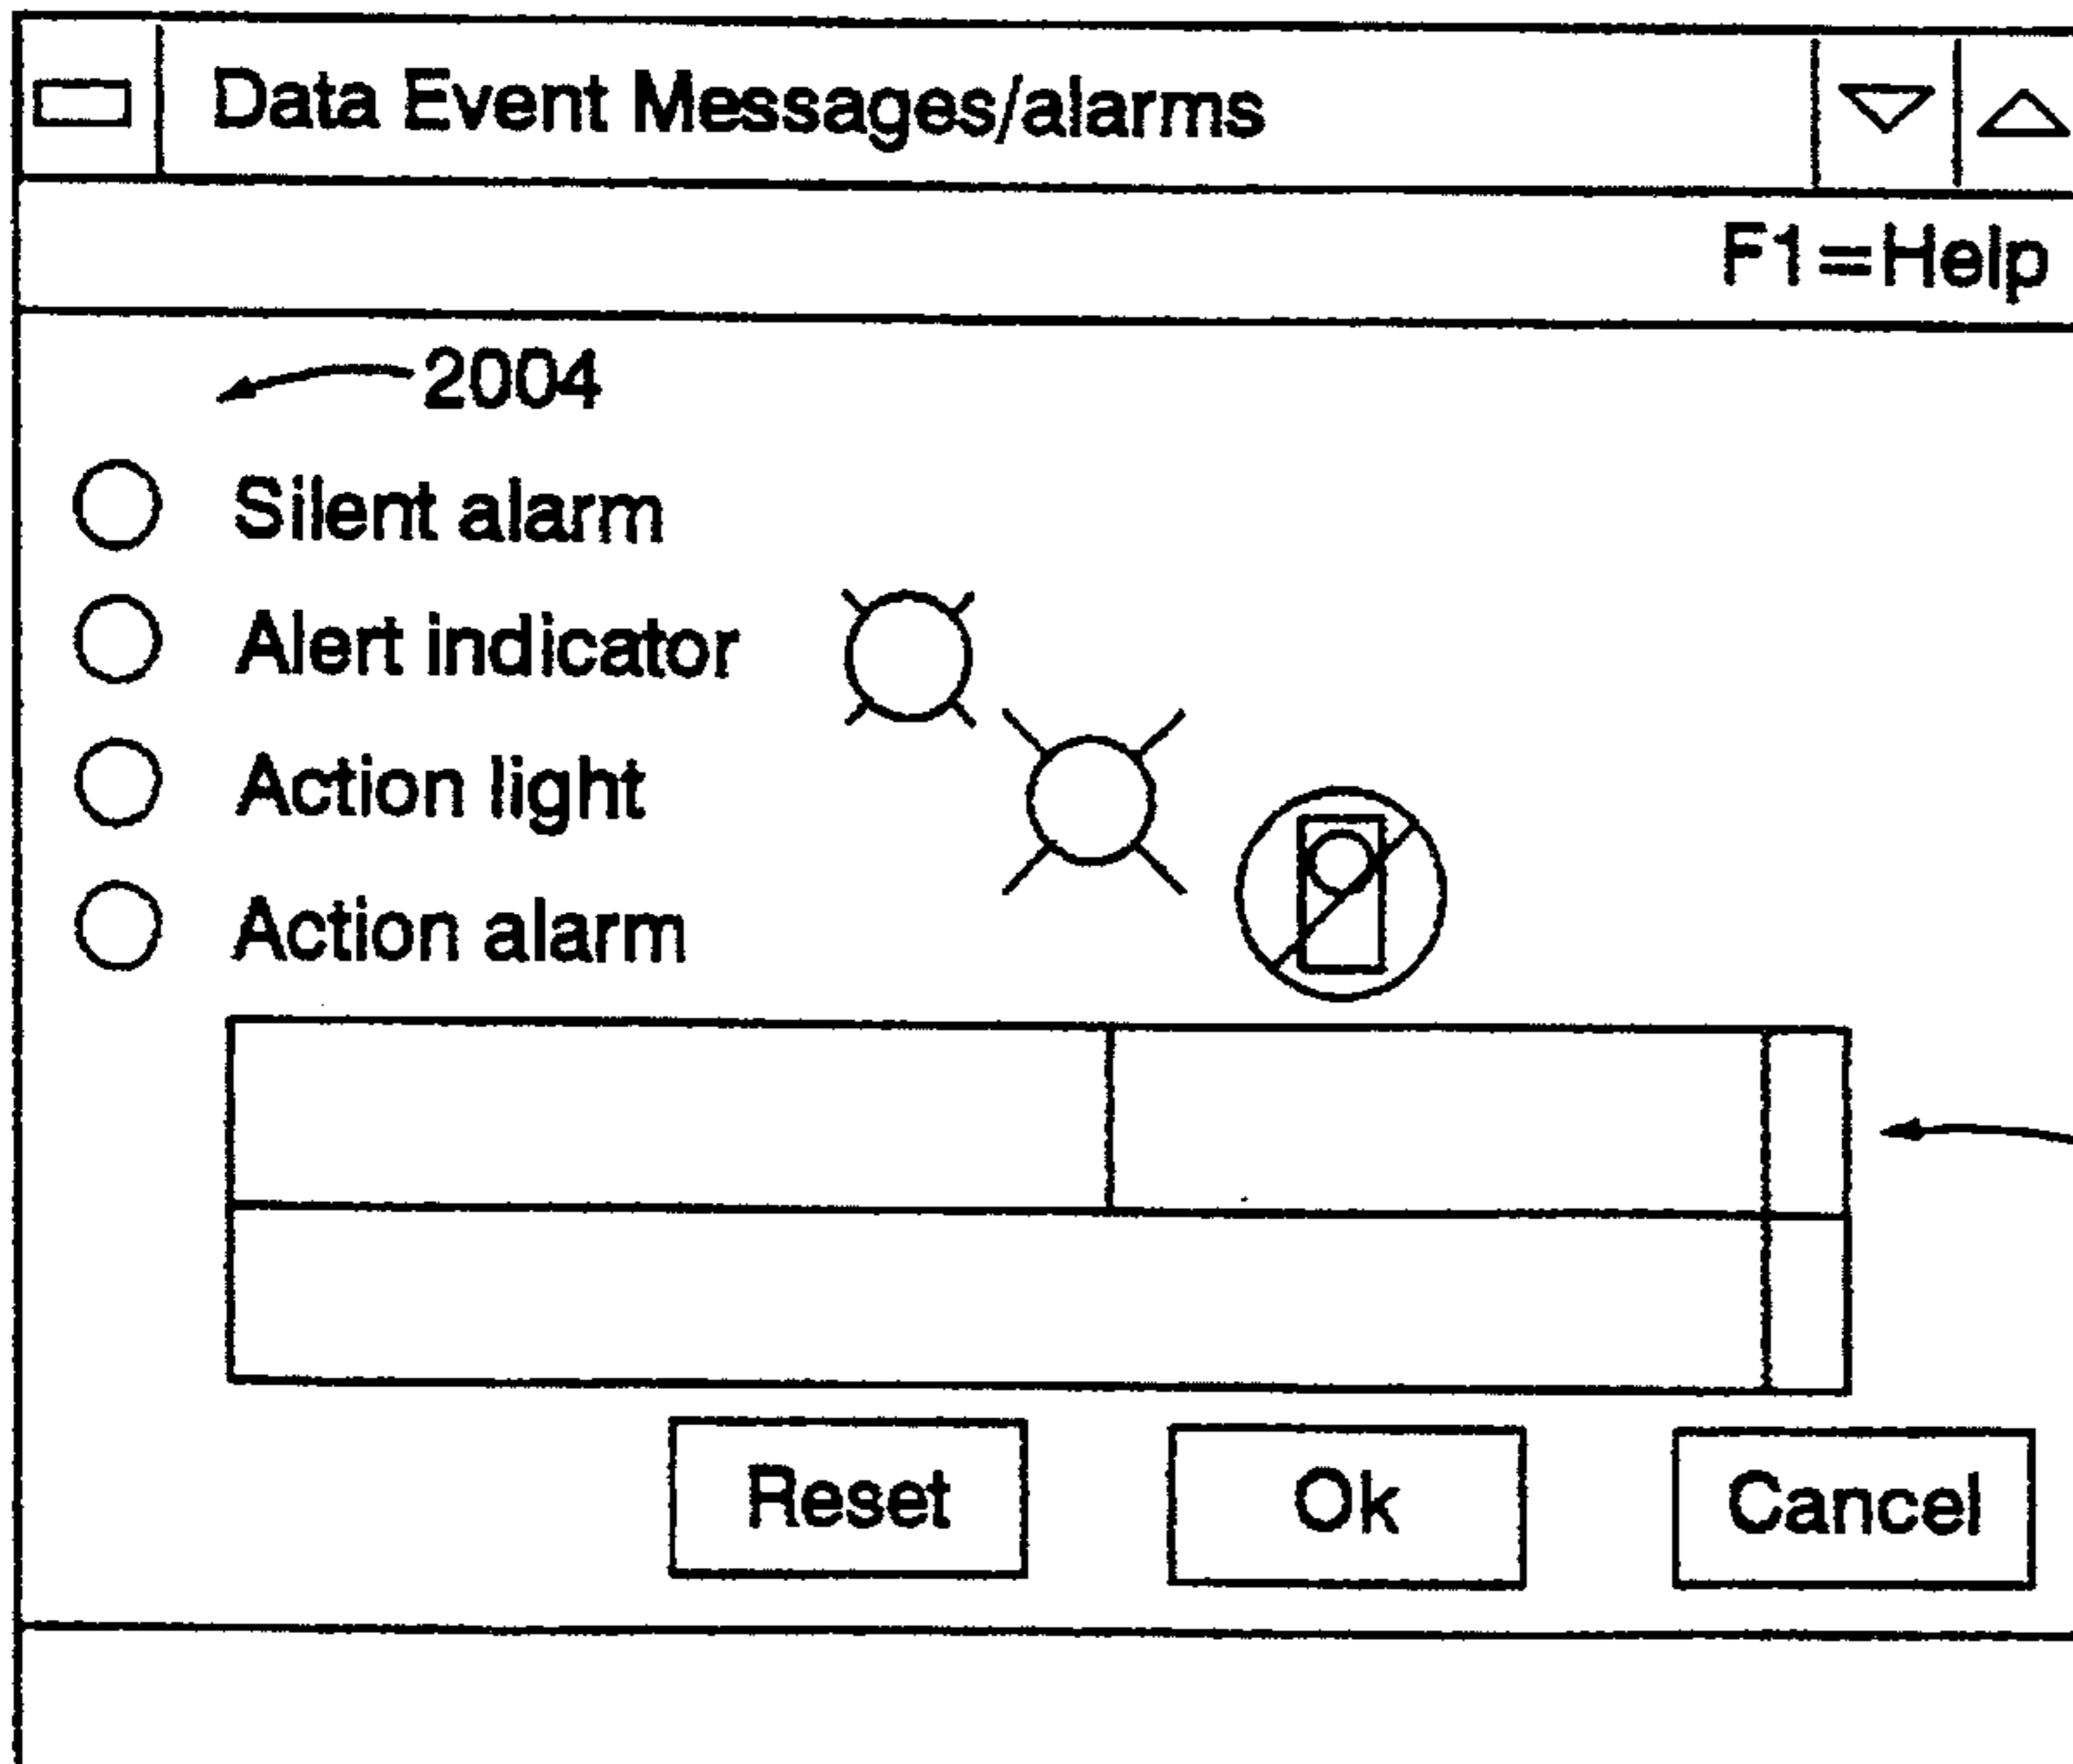 Data Event Messages/alarms
F1=Help
2004
Silent alarm
Alert indicator
Action light
Action alarm
Reset Ok Cancel